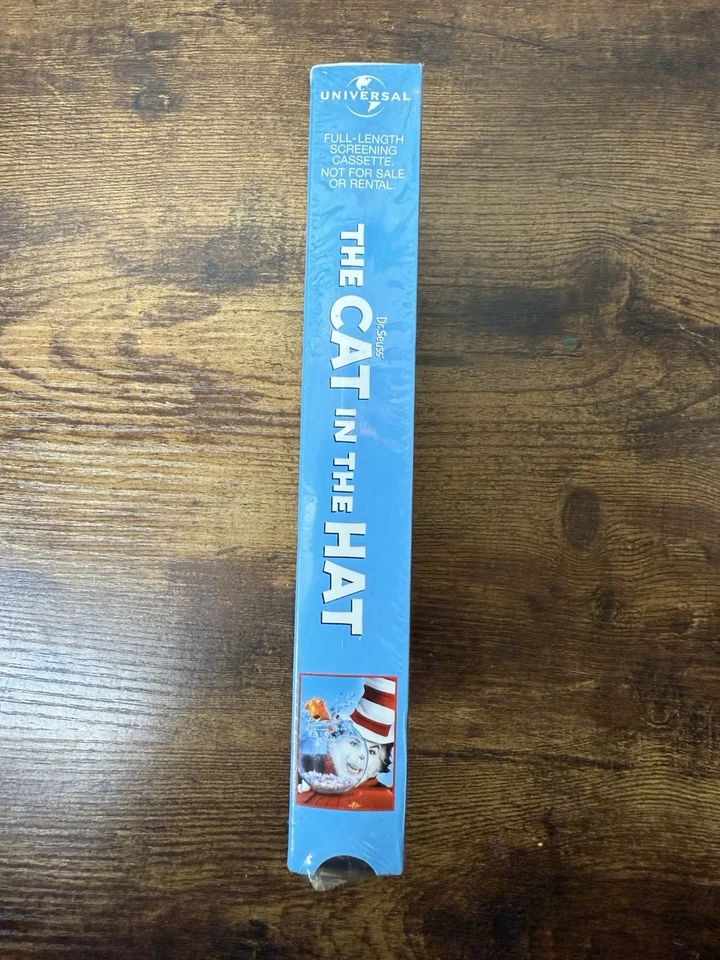 UNIVERSAL
FULL-LENGTH
SCREENING
CASSETTE.
NOT FOR SALE
OR RENTAL.
Dr. Seuss'
THE CAT IN THE HAT